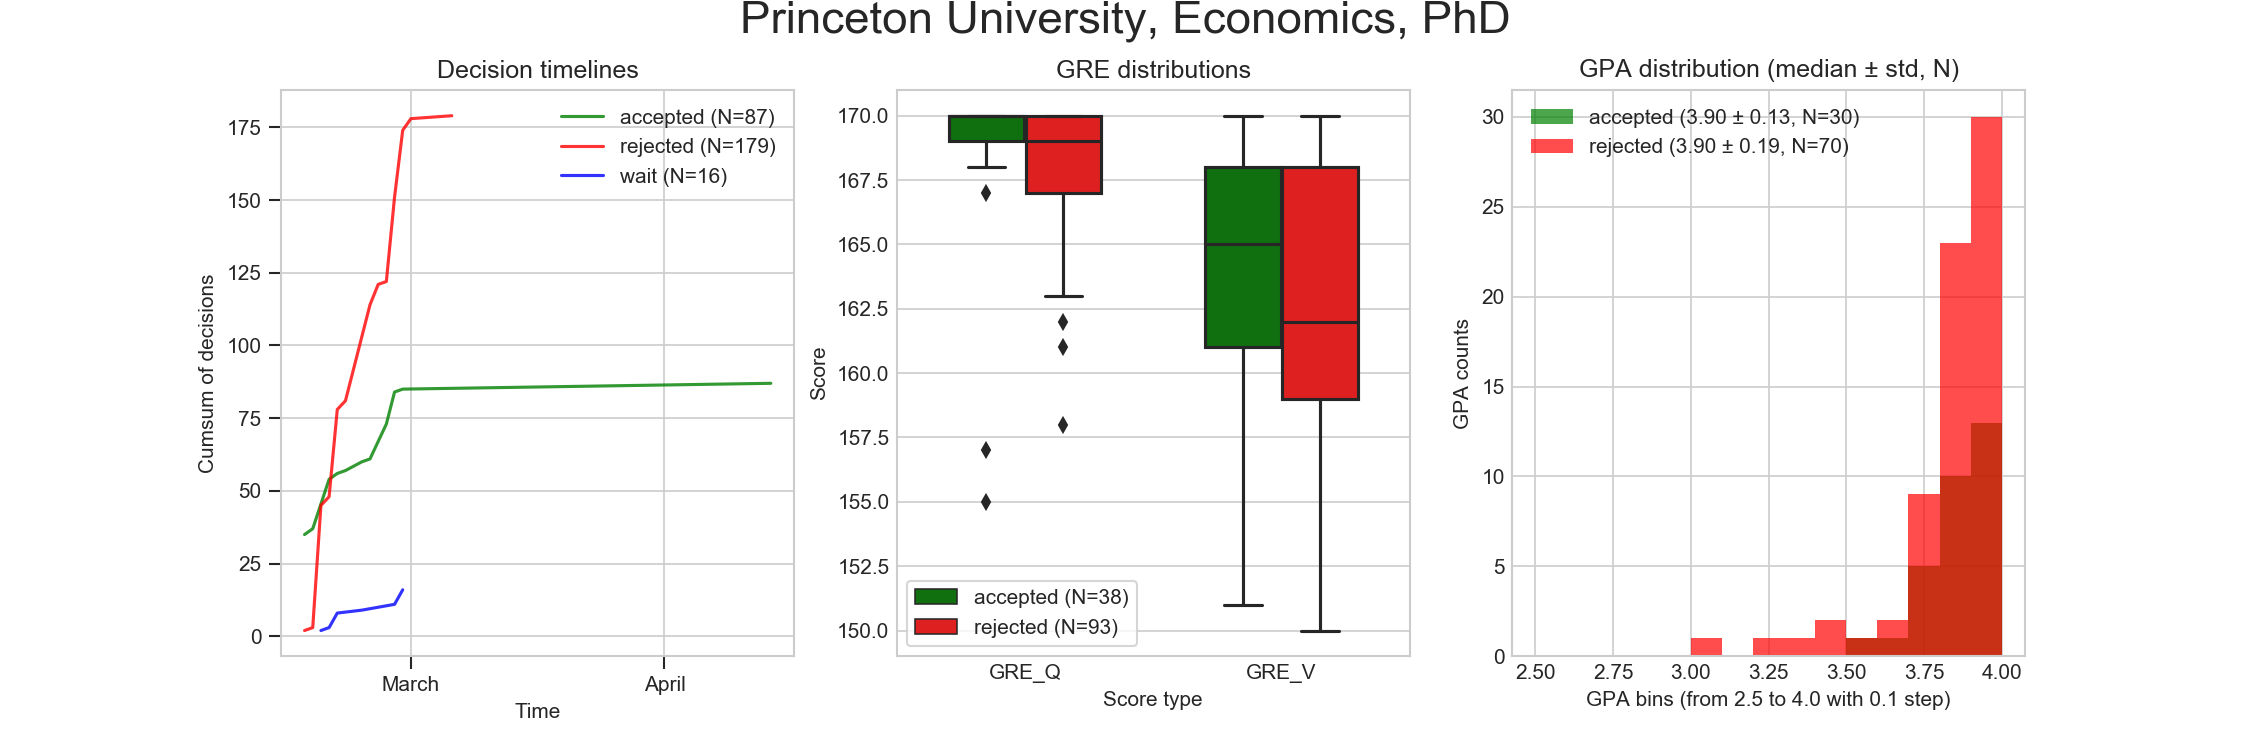 Princeton University, Economics, PhD
Decision timelines
accepted (N=87)
rejected (N=179)
wait (N=16)
175
150
125
100
75
50
25
0
Cumsum of decisions
March
April
Time
GRE distributions
170.0
167.5
165.0
162.5
160.0
157.5
155.0
152.5
150.0
Score
accepted (N=38)
rejected (N=93)
GRE_Q
GRE_V
Score type
GPA distribution (median ± std, N)
accepted (3.90 ± 0.13, N=30)
rejected (3.90 ± 0.19, N=70)
30
25
20
15
10
5
0
GPA counts
2.50
2.75
3.00
3.25
3.50
3.75
4.00
GPA bins (from 2.5 to 4.0 with 0.1 step)